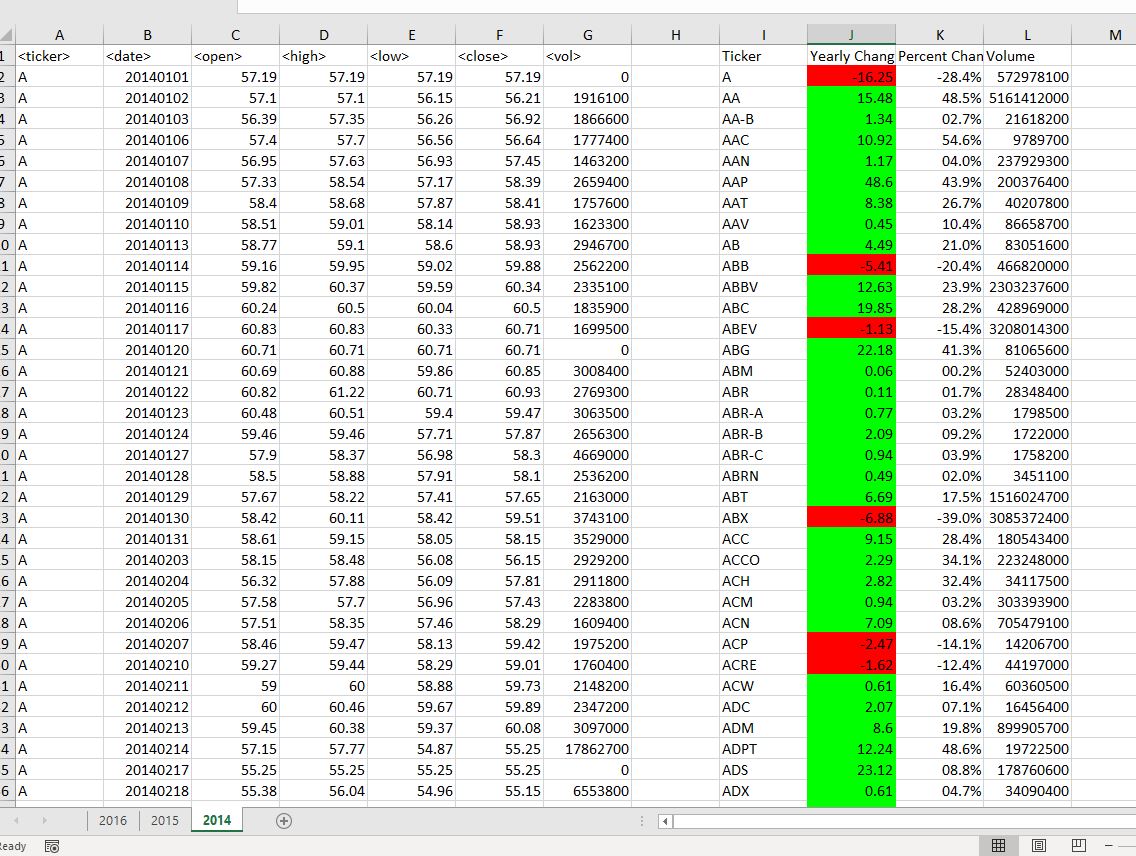 A B C D E F G H I J K L M
1 <ticker> <date> <open> <high> <low> <close> <vol> Ticker Yearly Chang Percent Chan Volume
2 A 20140101 57.19 57.19 57.19 57.19 0 A -16.25 -28.4% 572978100
3 A 20140102 57.1 57.1 56.15 56.21 1916100 AA 15.48 48.5% 5161412000
4 A 20140103 56.39 57.35 56.26 56.92 1866600 AA-B 1.34 02.7% 21618200
5 A 20140106 57.4 57.7 56.56 56.64 1777400 AAC 10.92 54.6% 9789700
6 A 20140107 56.95 57.63 56.93 57.45 1463200 AAN 1.17 04.0% 237929300
7 A 20140108 57.33 58.54 57.17 58.39 2659400 AAP 48.6 43.9% 200376400
8 A 20140109 58.4 58.68 57.87 58.41 1757600 AAT 8.38 26.7% 40207800
9 A 20140110 58.51 59.01 58.14 58.93 1623300 AAV 0.45 10.4% 86658700
0 A 20140113 58.77 59.1 58.6 58.93 2946700 AB 4.49 21.0% 83051600
1 A 20140114 59.16 59.95 59.02 59.88 2562200 ABB -5.41 -20.4% 466820000
2 A 20140115 59.82 60.37 59.59 60.34 2335100 ABBV 12.63 23.9% 2303237600
3 A 20140116 60.24 60.5 60.04 60.5 1835900 ABC 19.85 28.2% 428969000
4 A 20140117 60.83 60.83 60.33 60.71 1699500 ABEV -1.13 -15.4% 3208014300
5 A 20140120 60.71 60.71 60.71 60.71 0 ABG 22.18 41.3% 81065600
6 A 20140121 60.69 60.88 59.86 60.85 3008400 ABM 0.06 00.2% 52403000
7 A 20140122 60.82 61.22 60.71 60.93 2769300 ABR 0.11 01.7% 28348400
8 A 20140123 60.48 60.51 59.4 59.47 3063500 ABR-A 0.77 03.2% 1798500
9 A 20140124 59.46 59.46 57.71 57.87 2656300 ABR-B 2.09 09.2% 1722000
0 A 20140127 57.9 58.37 56.98 58.3 4669000 ABR-C 0.94 03.9% 1758200
1 A 20140128 58.5 58.88 57.91 58.1 2536200 ABRN 0.49 02.0% 3451100
2 A 20140129 57.67 58.22 57.41 57.65 2163000 ABT 6.69 17.5% 1516024700
3 A 20140130 58.42 60.11 58.42 59.51 3743100 ABX -6.88 -39.0% 3085372400
4 A 20140131 58.61 59.15 58.05 58.15 3529000 ACC 9.15 28.4% 180543400
5 A 20140203 58.15 58.48 56.08 56.15 2929200 ACCO 2.29 34.1% 223248000
6 A 20140204 56.32 57.88 56.09 57.81 2911800 ACH 2.82 32.4% 34117500
7 A 20140205 57.58 57.7 56.96 57.43 2283800 ACM 0.94 03.2% 303393900
8 A 20140206 57.51 58.35 57.46 58.29 1609400 ACN 7.09 08.6% 705479100
9 A 20140207 58.46 59.47 58.13 59.42 1975200 ACP -2.47 -14.1% 14206700
0 A 20140210 59.27 59.44 58.29 59.01 1760400 ACRE -1.62 -12.4% 44197000
1 A 20140211 59 60 58.88 59.73 2148200 ACW 0.61 16.4% 60360500
2 A 20140212 60 60.46 59.67 59.89 2347200 ADC 2.07 07.1% 16456400
3 A 20140213 59.45 60.38 59.37 60.08 3097000 ADM 8.6 19.8% 899905700
4 A 20140214 57.15 57.77 54.87 55.25 17862700 ADPT 12.24 48.6% 19722500
5 A 20140217 55.25 55.25 55.25 55.25 0 ADS 23.12 08.8% 178760600
6 A 20140218 55.38 56.04 54.96 55.15 6553800 ADX 0.61 04.7% 34090400
2016 2015 2014
Ready